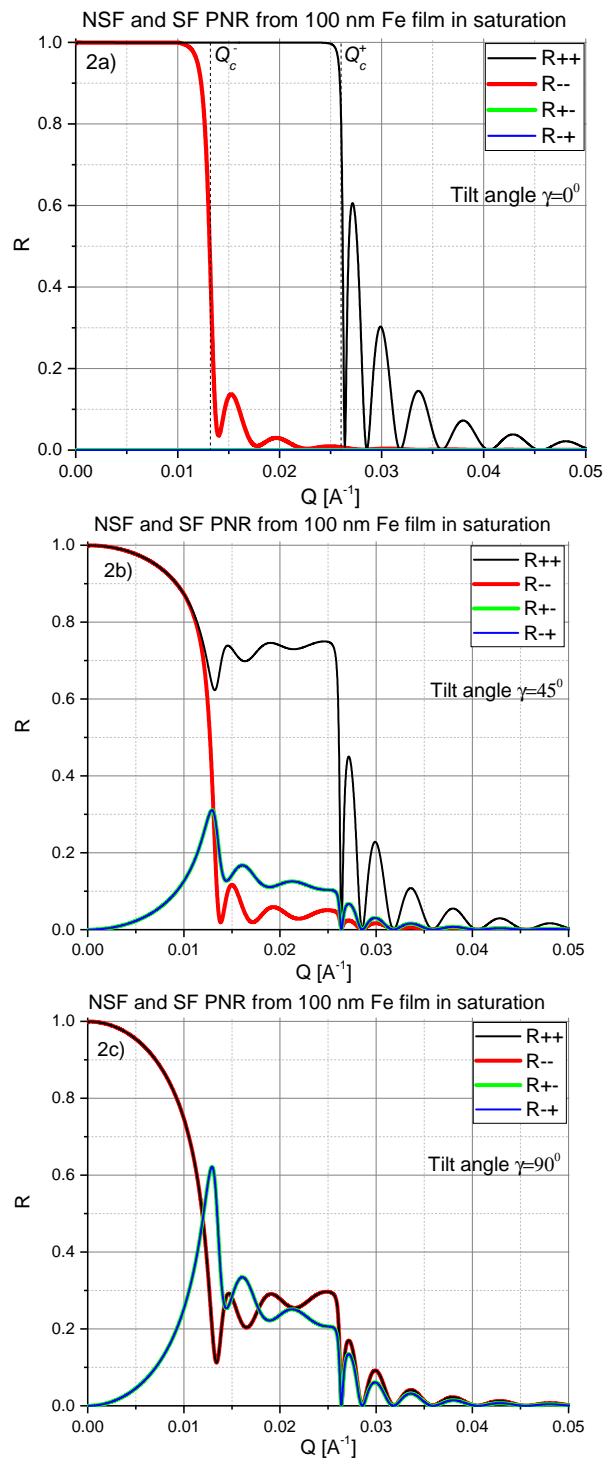 NSF and SF PNR from 100 nm Fe film in saturation
2a)
Q_c^-
Q_c^+
R++
R--
R+-
R-+
Tilt angle γ=0⁰
1.0
0.8
0.6
0.4
0.2
0.0
R
0.00 0.01 0.02 0.03 0.04 0.05
Q [A⁻¹]
NSF and SF PNR from 100 nm Fe film in saturation
2b)
R++
R--
R+-
R-+
Tilt angle γ=45⁰
1.0
0.8
0.6
0.4
0.2
0.0
R
0.00 0.01 0.02 0.03 0.04 0.05
Q [A⁻¹]
NSF and SF PNR from 100 nm Fe film in saturation
2c)
R++
R--
R+-
R-+
Tilt angle γ=90⁰
1.0
0.8
0.6
0.4
0.2
0.0
R
0.00 0.01 0.02 0.03 0.04 0.05
Q [A⁻¹]